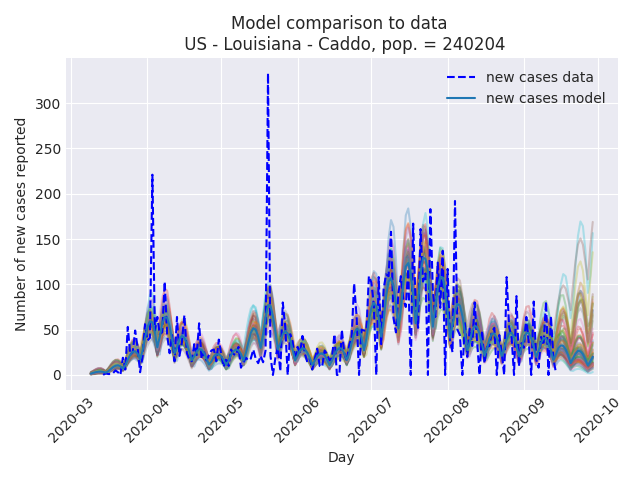 Model comparison to data
US - Louisiana - Caddo, pop. = 240204
new cases data
new cases model
Number of new cases reported
300
250
200
150
100
50
0
2020-03
2020-04
2020-05
2020-06
2020-07
2020-08
2020-09
2020-10
Day